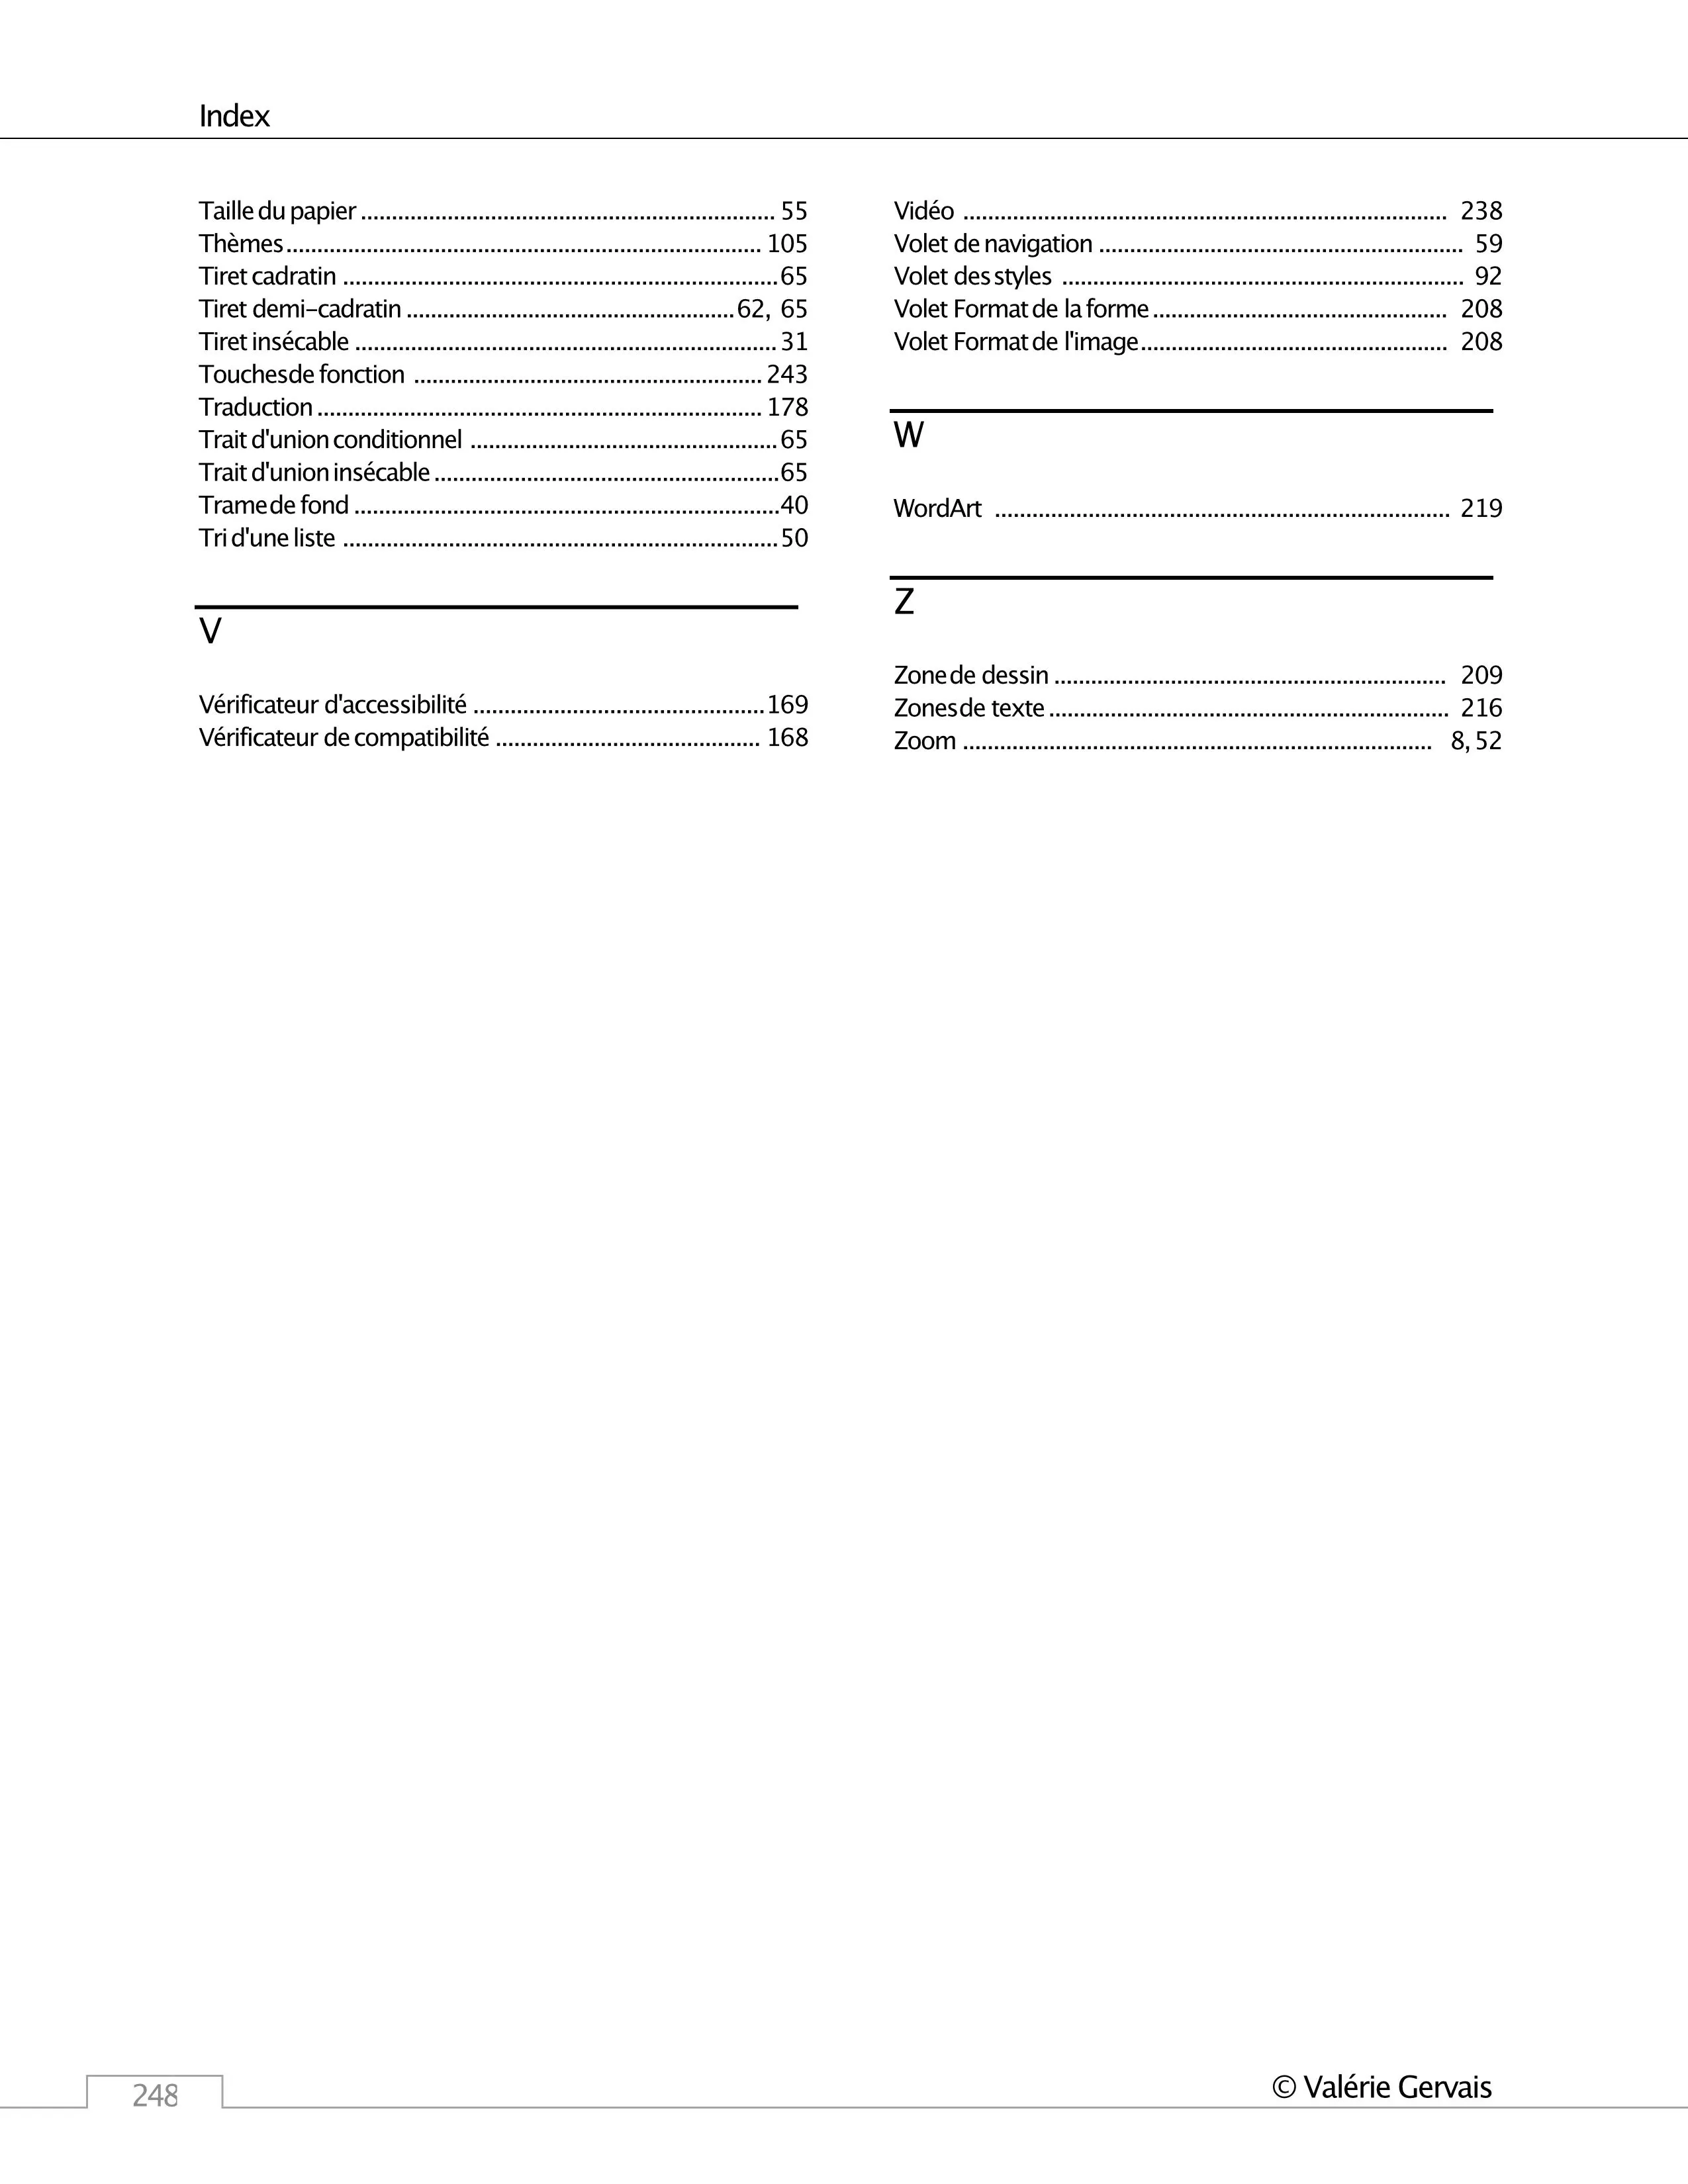 Index
Taille du papier .................................................................... 55
Thèmes .............................................................................. 105
Tiret cadratin ....................................................................... 65
Tiret demi-cadratin ...................................................... 62, 65
Tiret insécable ..................................................................... 31
Touches de fonction ......................................................... 243
Traduction ......................................................................... 178
Trait d'union conditionnel .................................................. 65
Trait d'union insécable ........................................................ 65
Trame de fond ..................................................................... 40
Tri d'une liste ....................................................................... 50
V
Vérificateur d'accessibilité ................................................ 169
Vérificateur de compatibilité ........................................... 168
Vidéo .............................................................................. 238
Volet de navigation ........................................................... 59
Volet des styles ................................................................. 92
Volet Format de la forme ................................................ 208
Volet Format de l'image .................................................. 208
W
WordArt ......................................................................... 219
Z
Zone de dessin ............................................................... 209
Zones de texte ................................................................ 216
Zoom ............................................................................ 8, 52
248
© Valérie Gervais